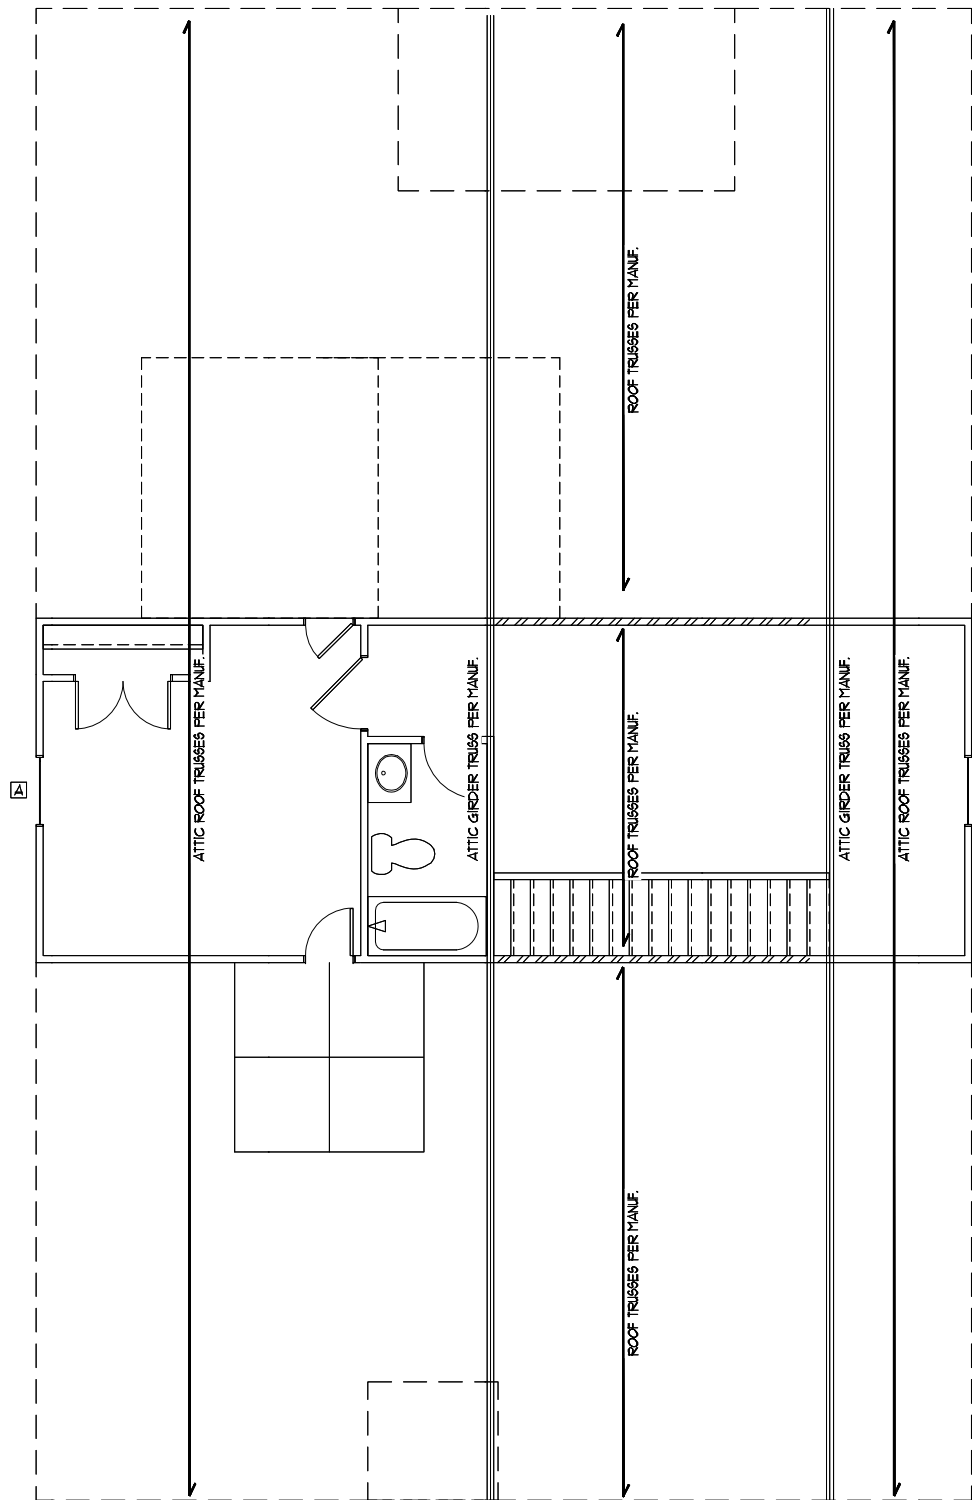 ROOF TRUSSES PER MANUF.
A
ATTIC ROOF TRUSSES PER MANUF.
ATTIC GIRDER TRUSS PER MANUF.
ROOF TRUSSES PER MANUF.
ATTIC GIRDER TRUSS PER MANUF.
ATTIC ROOF TRUSSES PER MANUF.
ROOF TRUSSES PER MANUF.